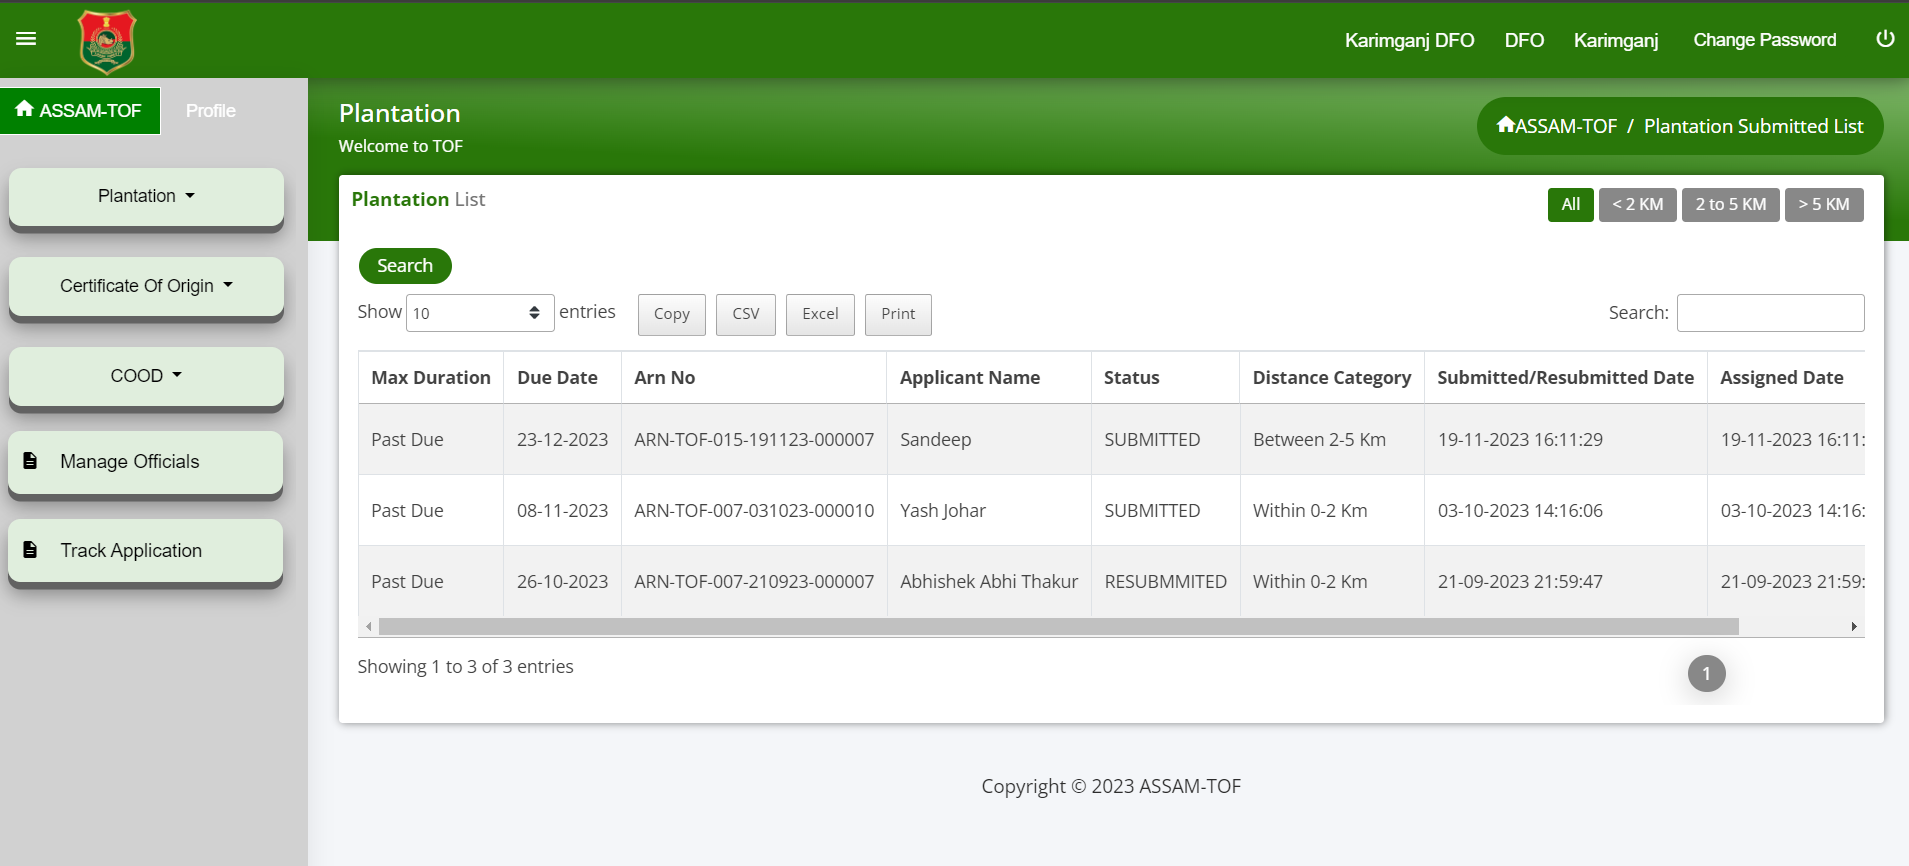 Karimganj DFO DFO Karimganj Change Password
ASSAM-TOF Profile
Plantation
Certificate Of Origin
COOD
Manage Officials
Track Application
Plantation
Welcome to TOF
ASSAM-TOF / Plantation Submitted List
Plantation List
All < 2 KM 2 to 5 KM > 5 KM
Search
Show 10 entries Copy CSV Excel Print Search:
Max Duration Due Date Arn No Applicant Name Status Distance Category Submitted/Resubmitted Date Assigned Date
Past Due 23-12-2023 ARN-TOF-015-191123-000007 Sandeep SUBMITTED Between 2-5 Km 19-11-2023 16:11:29 19-11-2023 16:11:
Past Due 08-11-2023 ARN-TOF-007-031023-000010 Yash Johar SUBMITTED Within 0-2 Km 03-10-2023 14:16:06 03-10-2023 14:16:
Past Due 26-10-2023 ARN-TOF-007-210923-000007 Abhishek Abhi Thakur RESUBMMITED Within 0-2 Km 21-09-2023 21:59:47 21-09-2023 21:59:
Showing 1 to 3 of 3 entries 1
Copyright © 2023 ASSAM-TOF